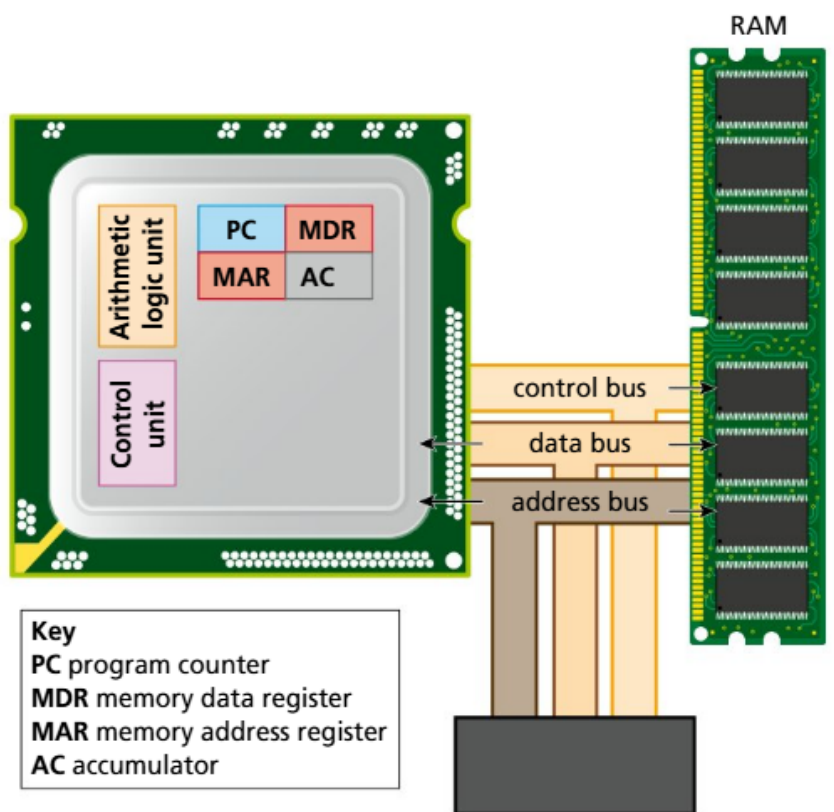 RAM
Arithmetic
logic unit
PC
MDR
MAR
AC
Control
unit
control bus
data bus
address bus
Key
PC program counter
MDR memory data register
MAR memory address register
AC accumulator